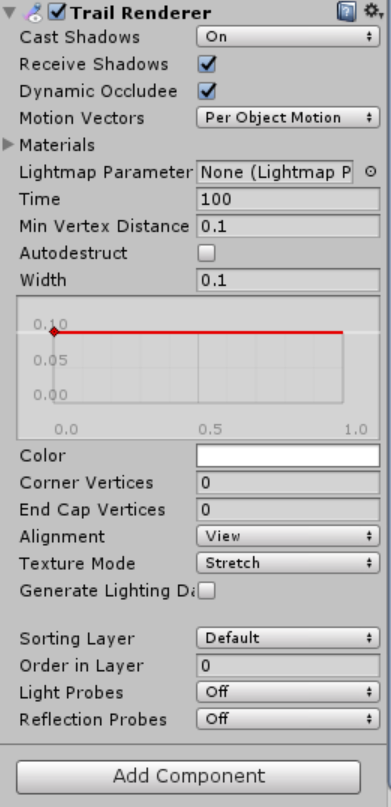 Trail Renderer
Cast Shadows On
Receive Shadows
Dynamic Occludee
Motion Vectors Per Object Motion
Materials
Lightmap Parameter None (Lightmap P
Time 100
Min Vertex Distance 0.1
Autodestruct
Width 0.1
0.10
0.05
0.00
0.0 0.5 1.0
Color
Corner Vertices 0
End Cap Vertices 0
Alignment View
Texture Mode Stretch
Generate Lighting Da
Sorting Layer Default
Order in Layer 0
Light Probes Off
Reflection Probes Off
Add Component